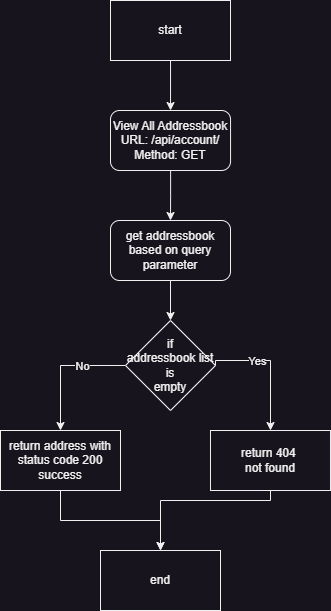 start
View All Addressbook
URL: /api/account/
Method: GET
get addressbook
based on query
parameter
if
addressbook list
is
empty
No
Yes
return address with
status code 200
success
return 404
not found
end